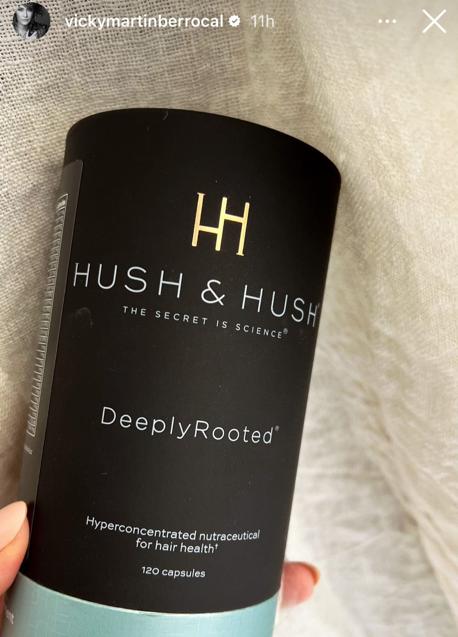 vickymartinberrocal 11h
HH
HUSH & HUSH®
THE SECRET IS SCIENCE®
DeeplyRooted®
Hyperconcentrated nutraceutical
for hair health†
120 capsules